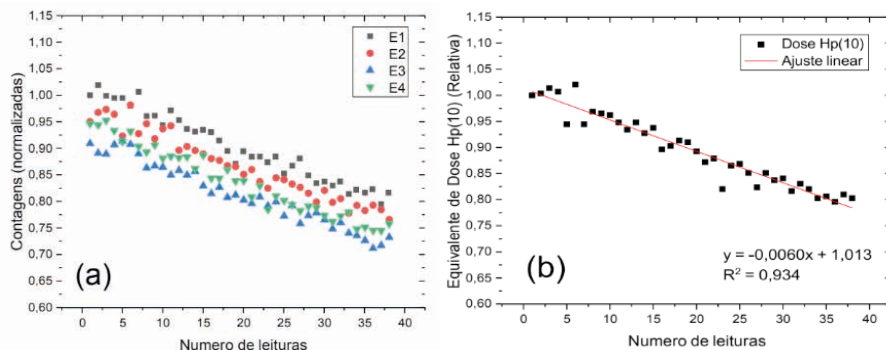 1,15
1,10
1,05
1,00
0,95
0,90
0,85
0,80
0,75
0,70
0,65
0,60
Contagens (normalizadas)
E1
E2
E3
E4
(a)
0 5 10 15 20 25 30 35 40
Numero de leituras
1,15
1,10
1,05
1,00
0,95
0,90
0,85
0,80
0,75
0,70
0,65
0,60
Equivalente de Dose Hp(10) (Relativa)
Dose Hp(10)
Ajuste linear
(b)
y = -0,0060x + 1,013
R² = 0,934
0 5 10 15 20 25 30 35 40
Numero de leituras